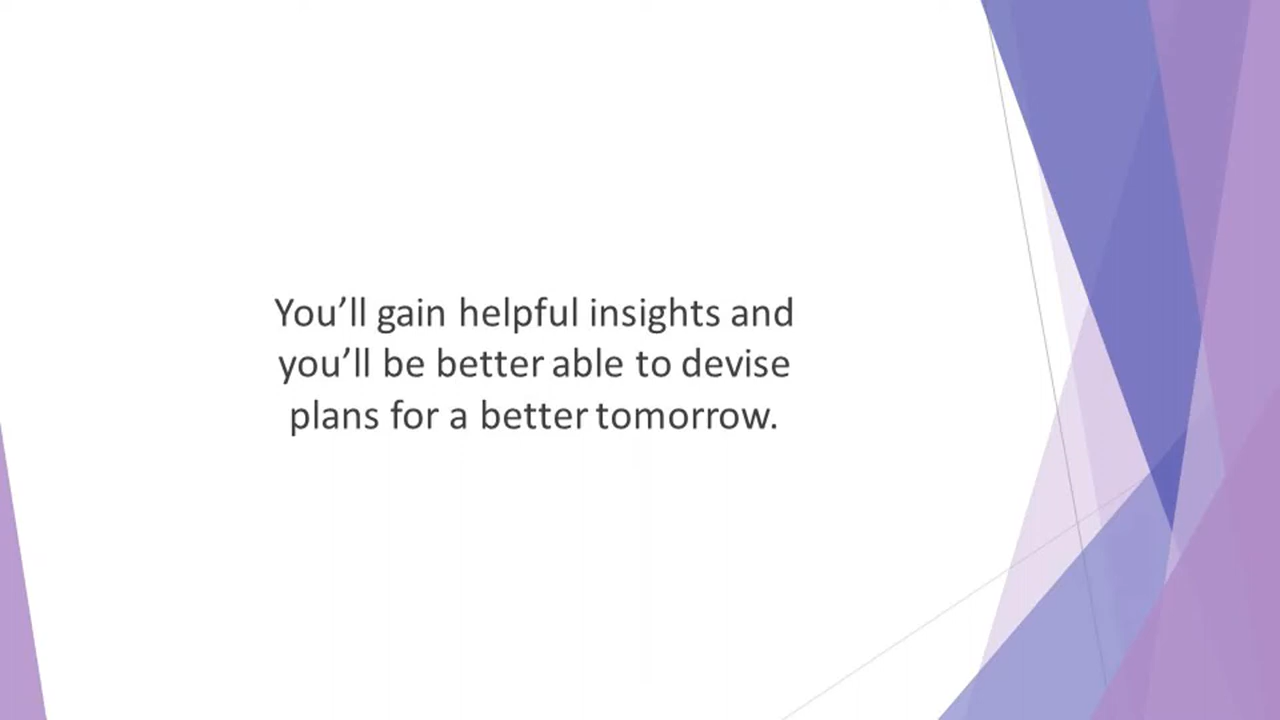 You’ll gain helpful insights and
you’ll be better able to devise
plans for a better tomorrow.